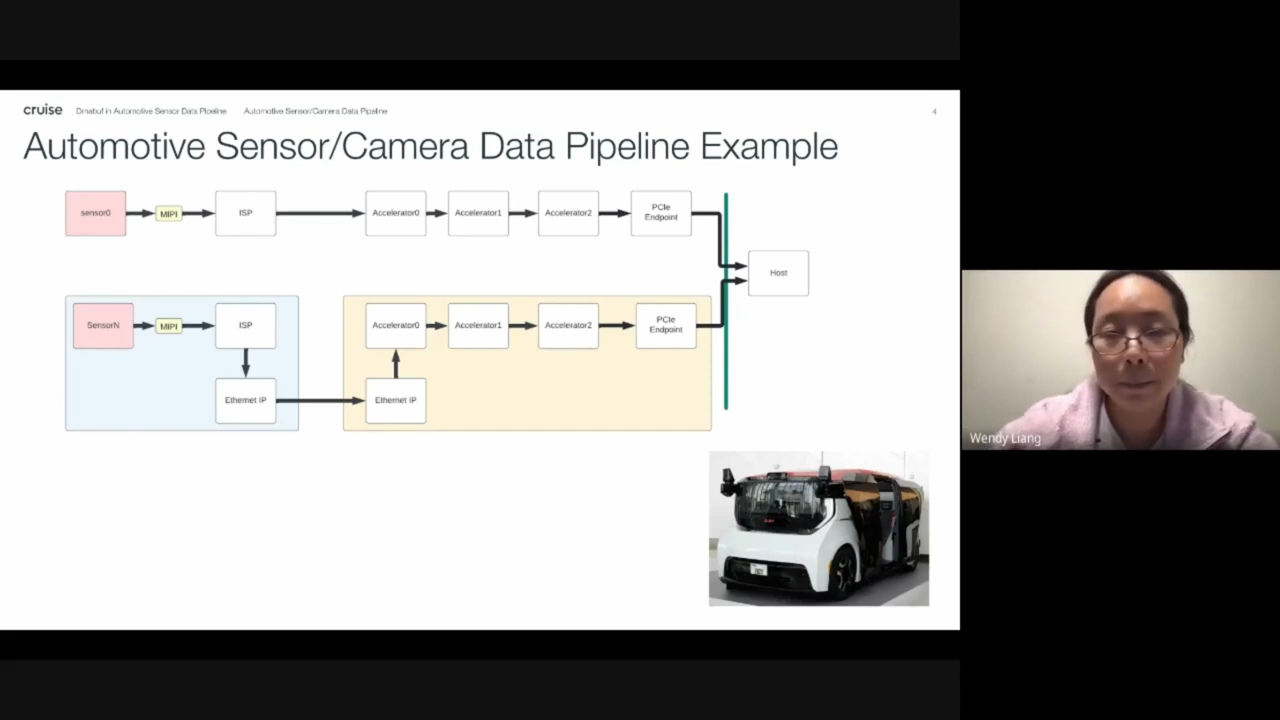 cruise Dmabuf in Automotive Sensor Data Pipeline Automotive Sensor/Camera Data Pipeline 4
Automotive Sensor/Camera Data Pipeline Example
sensor0
MIPI
ISP
Accelerator0
Accelerator1
Accelerator2
PCIe
Endpoint
Host
SensorN
MIPI
ISP
Accelerator0
Accelerator1
Accelerator2
PCIe
Endpoint
Ethernet IP
Ethernet IP
Wendy Liang